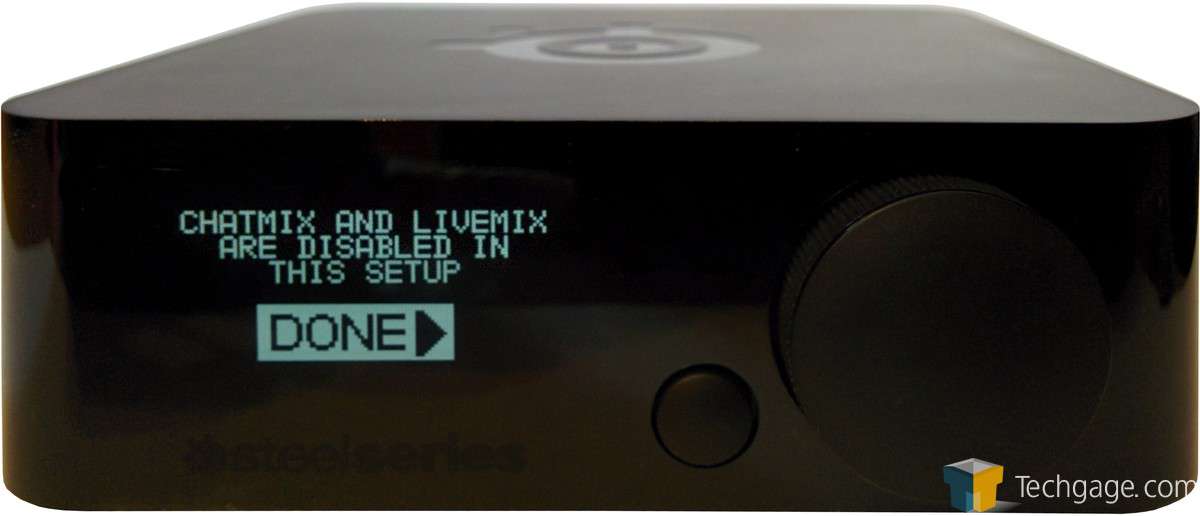 CHATMIX AND LIVEMIX
ARE DISABLED IN
THIS SETUP
DONE
steelseries
Techgage.com